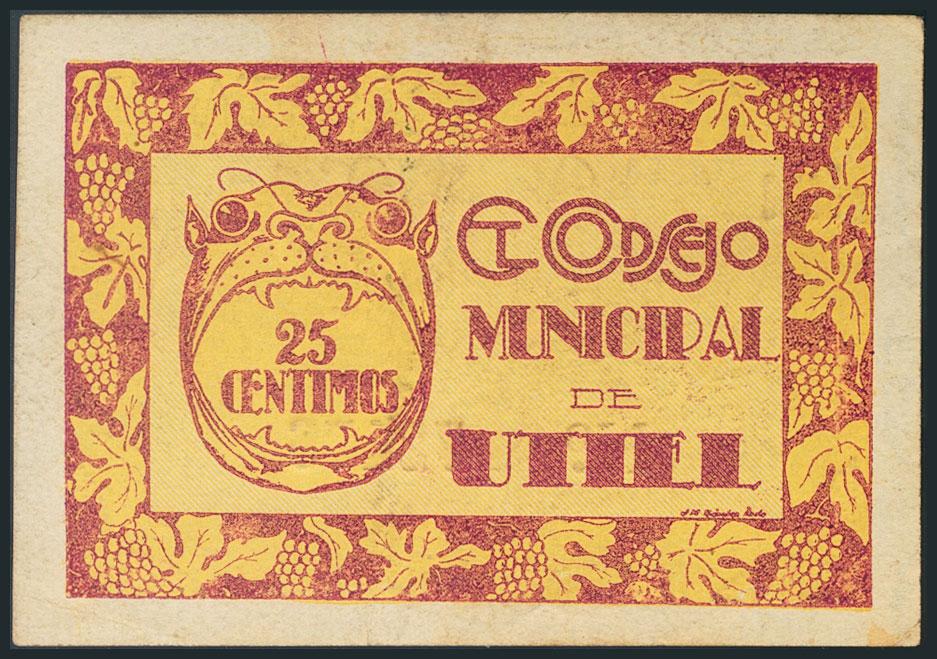 25
CENTIMOS
El Consejo
MUNICIPAL
DE
UTIEL